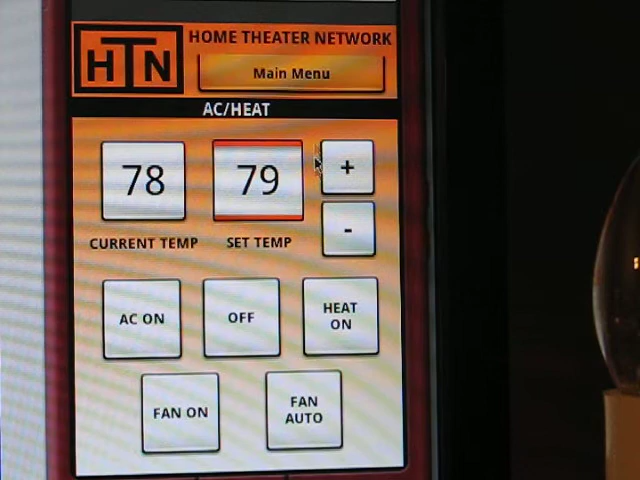 HTN
HOME THEATER NETWORK
Main Menu
AC/HEAT
78
79
+
CURRENT TEMP
SET TEMP
-
AC ON
OFF
HEAT
ON
FAN ON
FAN
AUTO